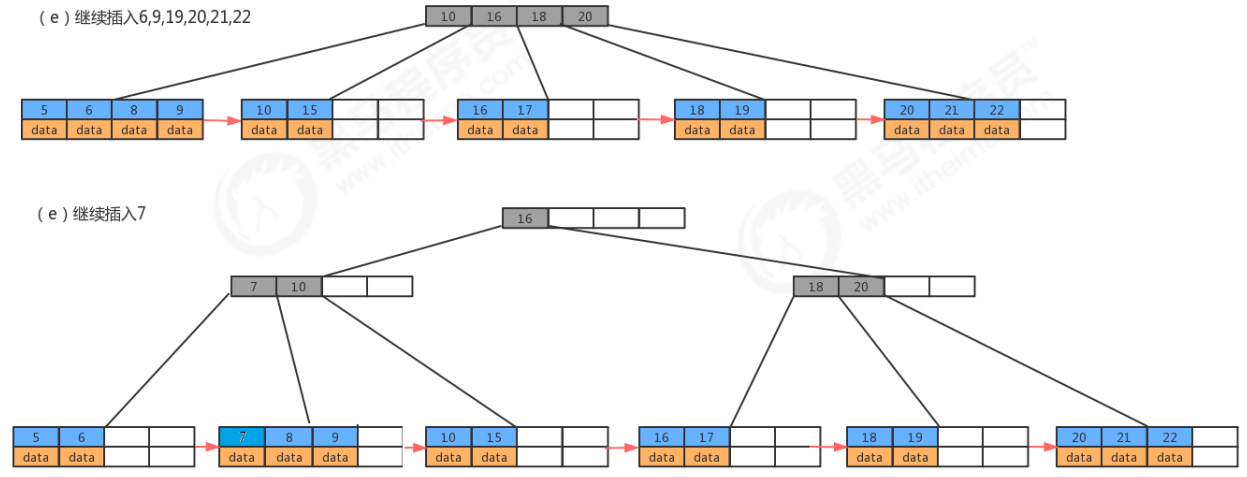 （e）继续插入6,9,19,20,21,22
10 16 18 20
5 6 8 9 10 15 16 17 18 19 20 21 22
data data data data data data data data data data data data data
（e）继续插入7
16
7 10 18 20
5 6 7 8 9 10 15 16 17 18 19 20 21 22
data data data data data data data data data data data data data data
黑马程序员
www.itheima.com
黑马程序员™
www.itheima.com